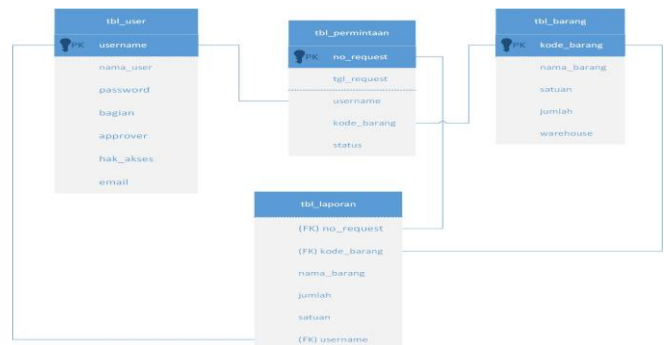 tbl_user
PK username
nama_user
password
bagian
approver
hak_akses
email
tbl_permintaan
PK no_request
tgl_request
username
kode_barang
status
tbl_barang
PK kode_barang
nama_barang
satuan
jumlah
warehouse
tbl_laporan
(FK) no_request
(FK) kode_barang
nama_barang
jumlah
satuan
(FK) username